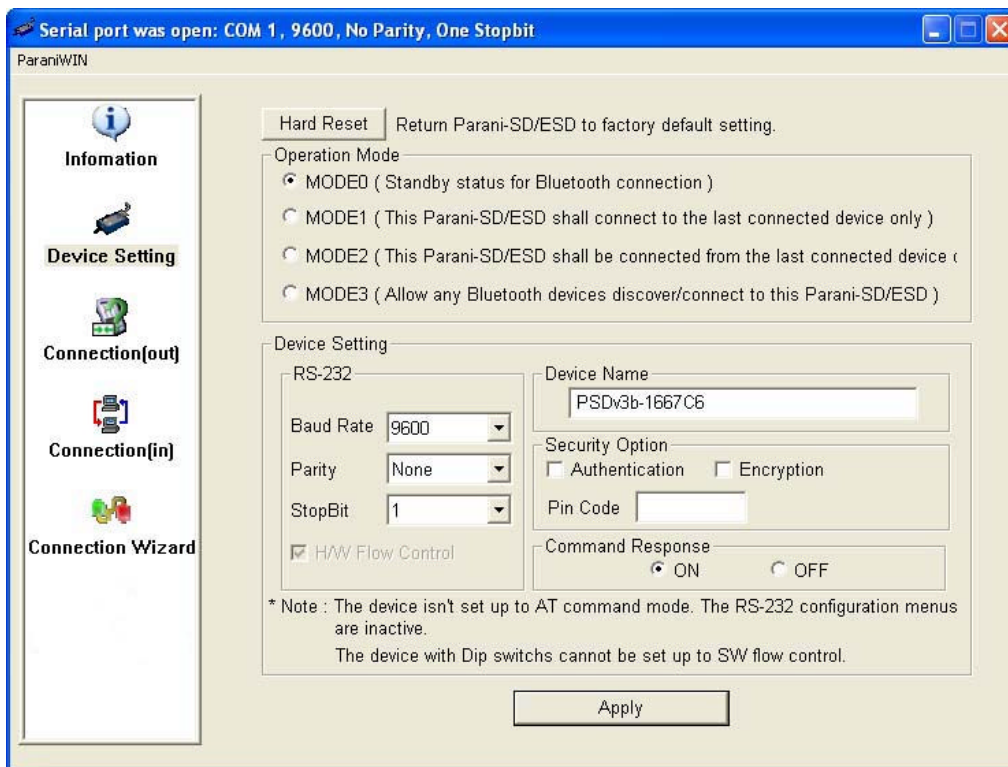 Serial port was open: COM 1, 9600, No Parity, One Stopbit
ParaniWIN
Infomation
Device Setting
Connection(out)
Connection(in)
Connection Wizard
Hard Reset Return Parani-SD/ESD to factory default setting.
Operation Mode
MODE0 ( Standby status for Bluetooth connection )
MODE1 ( This Parani-SD/ESD shall connect to the last connected device only )
MODE2 ( This Parani-SD/ESD shall be connected from the last connected device
MODE3 ( Allow any Bluetooth devices discover/connect to this Parani-SD/ESD )
Device Setting
RS-232
Baud Rate 9600
Parity None
StopBit 1
H/W Flow Control
Device Name
PSDv3b-1667C6
Security Option
Authentication Encryption
Pin Code
Command Response
ON OFF
* Note : The device isn't set up to AT command mode. The RS-232 configuration menus
are inactive.
The device with Dip switchs cannot be set up to SW flow control.
Apply